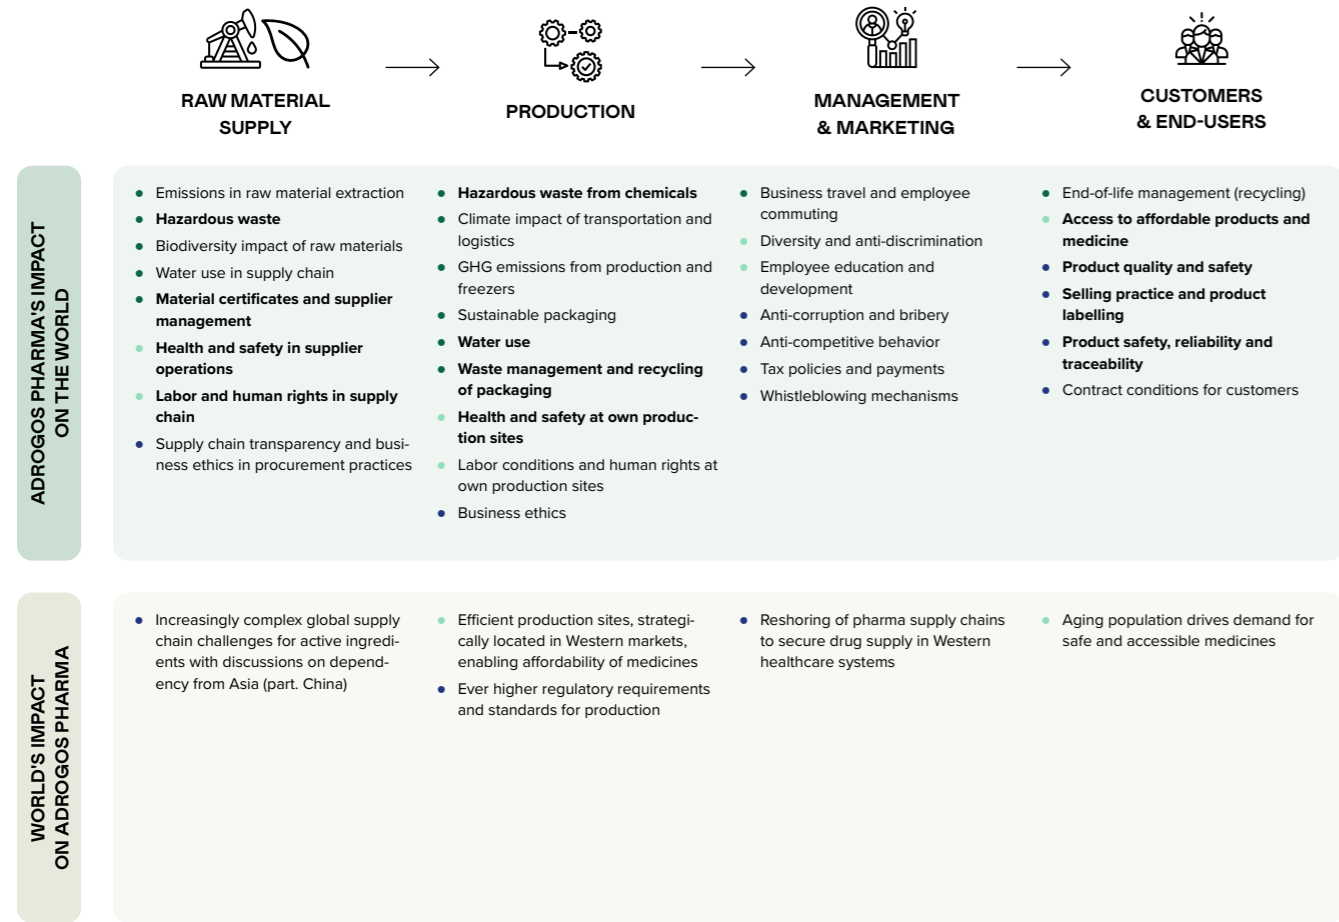 RAW MATERIAL
SUPPLY
PRODUCTION
MANAGEMENT
& MARKETING
CUSTOMERS
& END-USERS
ADROGOS PHARMA'S IMPACT
ON THE WORLD
Emissions in raw material extraction
Hazardous waste
Biodiversity impact of raw materials
Water use in supply chain
Material certificates and supplier
management
Health and safety in supplier
operations
Labor and human rights in supply
chain
Supply chain transparency and busi-
ness ethics in procurement practices
Hazardous waste from chemicals
Climate impact of transportation and
logistics
GHG emissions from production and
freezers
Sustainable packaging
Water use
Waste management and recycling
of packaging
Health and safety at own produc-
tion sites
Labor conditions and human rights at
own production sites
Business ethics
Business travel and employee
commuting
Diversity and anti-discrimination
Employee education and
development
Anti-corruption and bribery
Anti-competitive behavior
Tax policies and payments
Whistleblowing mechanisms
End-of-life management (recycling)
Access to affordable products and
medicine
Product quality and safety
Selling practice and product
labelling
Product safety, reliability and
traceability
Contract conditions for customers
WORLD'S IMPACT
ON ADROGOS PHARMA
Increasingly complex global supply
chain challenges for active ingredi-
ents with discussions on depend-
ency from Asia (part. China)
Efficient production sites, strategi-
cally located in Western markets,
enabling affordability of medicines
Ever higher regulatory requirements
and standards for production
Reshoring of pharma supply chains
to secure drug supply in Western
healthcare systems
Aging population drives demand for
safe and accessible medicines